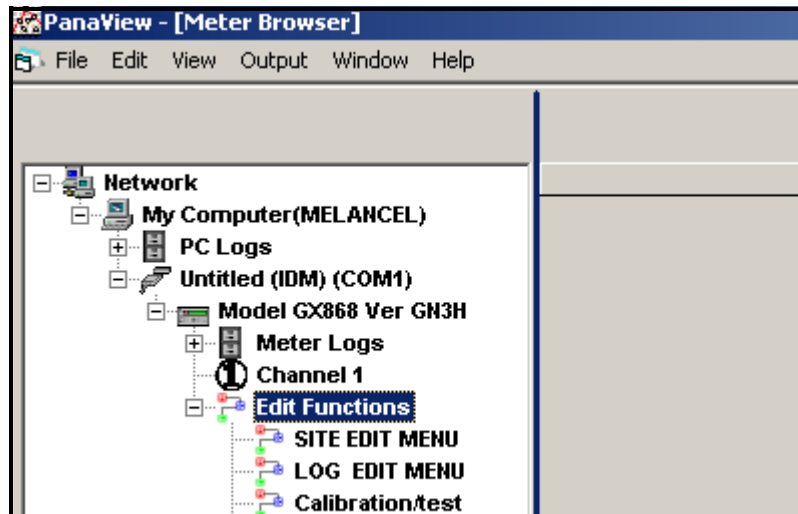 PanaView - [Meter Browser]
File Edit View Output Window Help
Network
My Computer(MELANCEL)
PC Logs
Untitled (IDM) (COM1)
Model GX868 Ver GN3H
Meter Logs
1 Channel 1
Edit Functions
SITE EDIT MENU
LOG EDIT MENU
Calibration/test